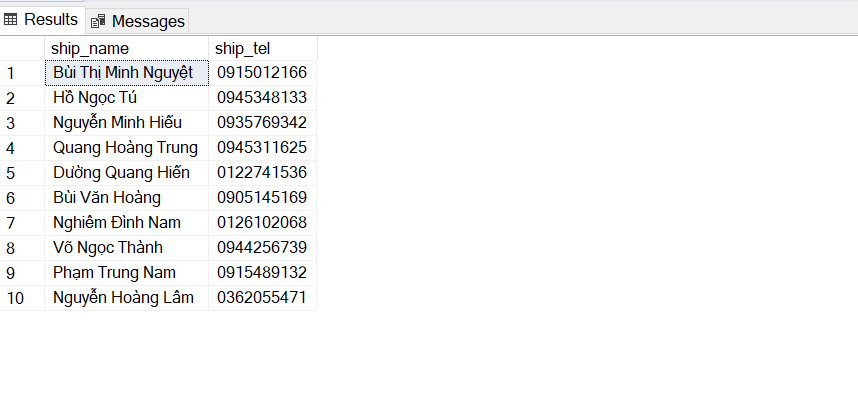 Results Messages
ship_name ship_tel
1 Bùi Thị Minh Nguyệt 0915012166
2 Hồ Ngọc Tú 0945348133
3 Nguyễn Minh Hiếu 0935769342
4 Quang Hoàng Trung 0945311625
5 Dường Quang Hiến 0122741536
6 Bùi Văn Hoàng 0905145169
7 Nghiêm Đình Nam 0126102068
8 Võ Ngọc Thành 0944256739
9 Phạm Trung Nam 0915489132
10 Nguyễn Hoàng Lâm 0362055471